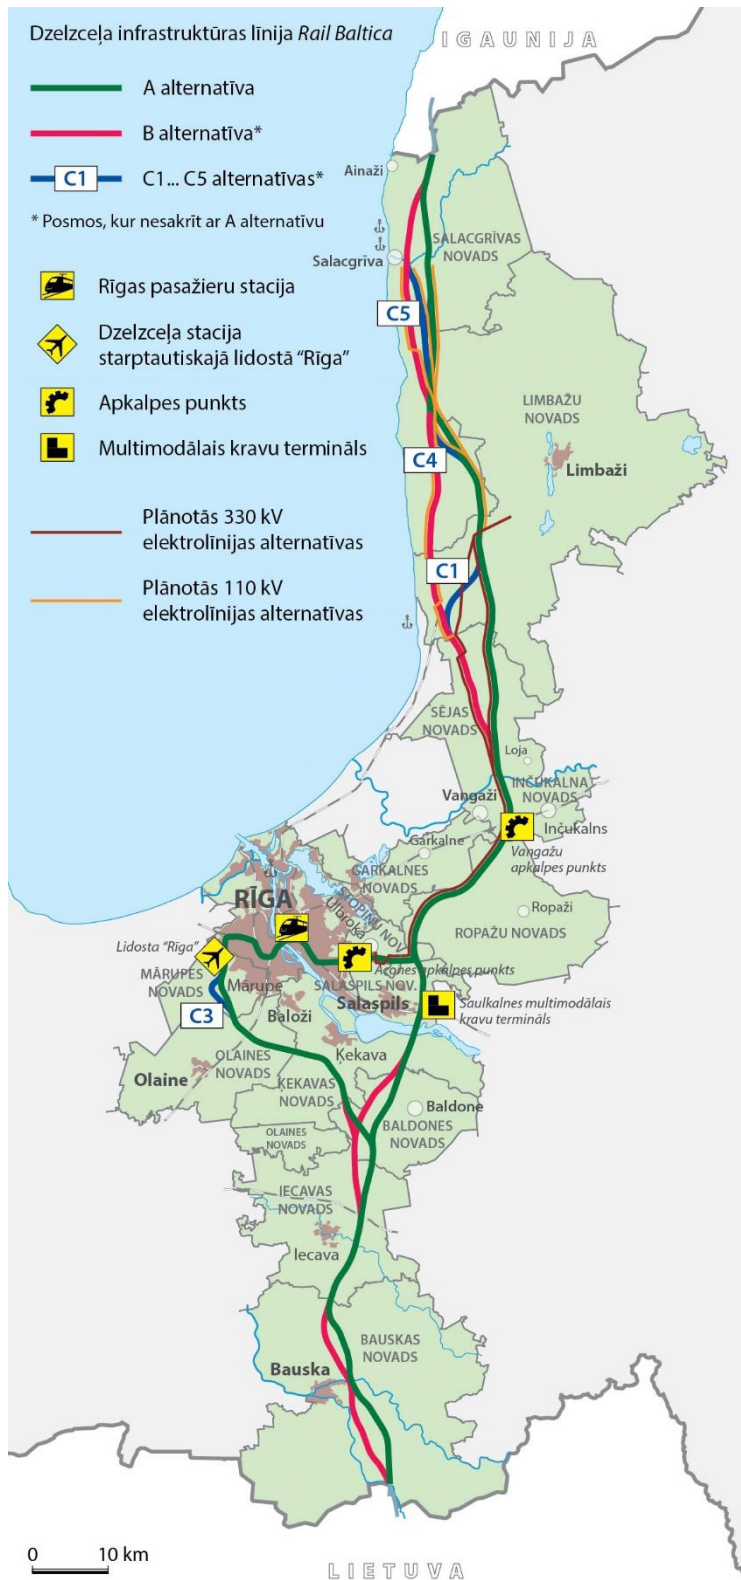 Dzelzceļa infrastruktūras līnija Rail Baltica
IGAUNIJA
A alternatīva
B alternatīva*
C1
C1... C5 alternatīvas*
* Posmos, kur nesakrīt ar A alternatīvu
Rīgas pasažieru stacija
Dzelzceļa stacija
starptautiskajā lidostā “Rīga”
Apkalpes punkts
Multimodālais kravu terminālis
Plānotās 330 kV
elektrolīnijas alternatīvas
Plānotās 110 kV
elektrolīnijas alternatīvas
Ainaži
SALACGRĪVAS
NOVADS
Salacgrīva
C5
LIMBAŽU
NOVADS
C4
Limbaži
C1
SĒJAS
NOVADS
Loja
INČUKALNA
NOVADS
Vangaži
Inčukalns
Garkalne
Vangažu
apkalpes punkts
GARKALNES
NOVADS
RĪGA
STOPIŅU NOV.
Ulbroka
Ropaži
ROPAŽU NOVADS
Lidosta “Rīga”
Acones apkalpes punkts
MĀRUPES
NOVADS
Mārupe
SALASPILS NOV.
Salaspils
Saulkalnes multimodālais
kravu terminālis
C3
Baloži
Ķekava
OLAINES
NOVADS
Olaine
ĶEKAVAS
NOVADS
Baldone
BALDONES
NOVADS
OLAINES
NOVADS
IECAVAS
NOVADS
Iecava
BAUSKAS
NOVADS
Bauska
0 10 km
LIETUVA